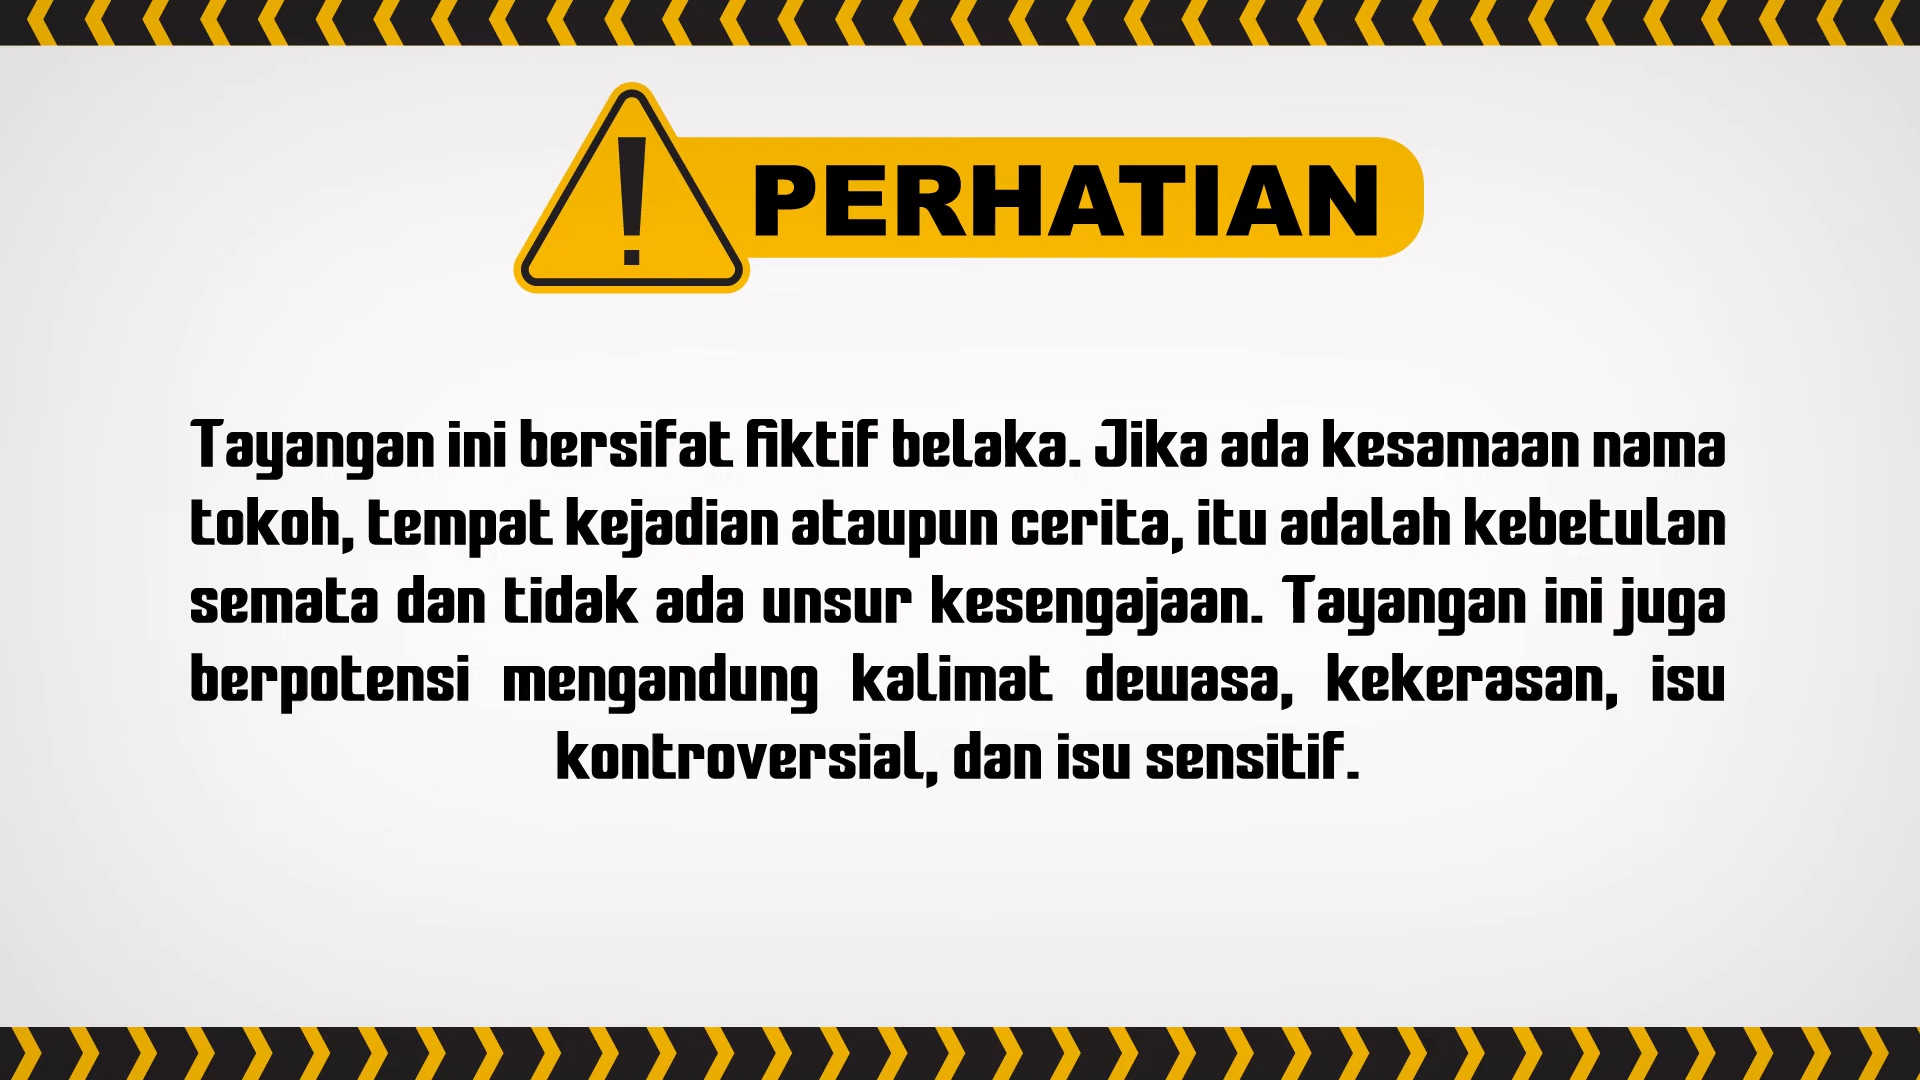 PERHATIAN
Tayangan ini bersifat fiktif belaka. Jika ada kesamaan nama
tokoh, tempat kejadian ataupun cerita, itu adalah kebetulan
semata dan tidak ada unsur kesengajaan. Tayangan ini juga
berpotensi mengandung kalimat dewasa, kekerasan, isu
kontroversial, dan isu sensitif.